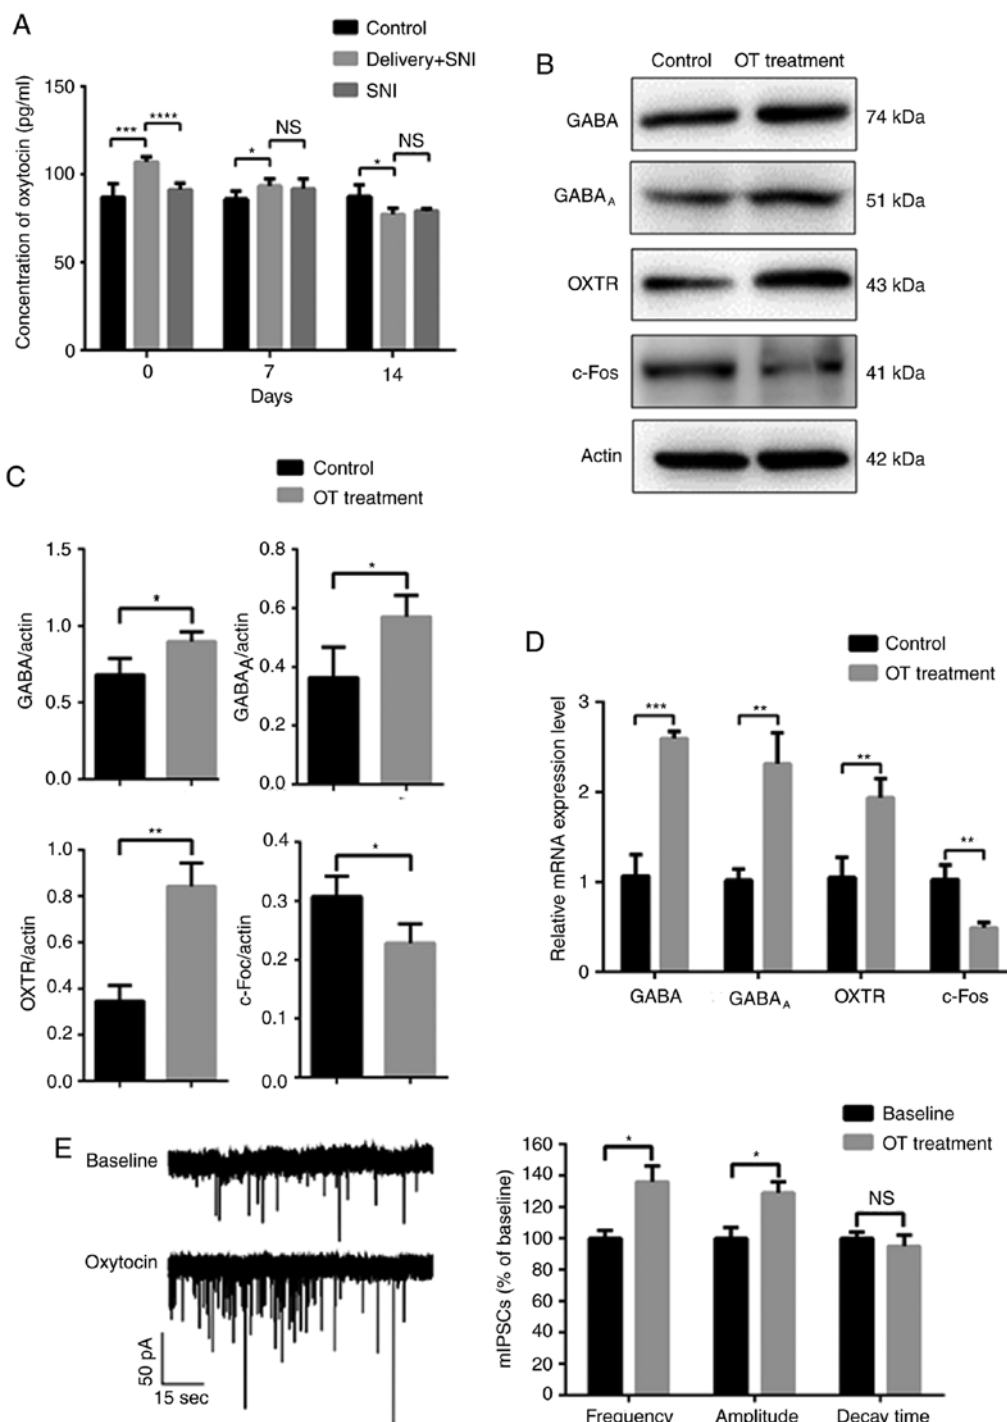 A
Control
Delivery+SNI
SNI
Concentration of oxytocin (pg/ml)
150
100
50
0
*** ****
* NS
* NS
0 7 14
Days
B
Control OT treatment
GABA 74 kDa
GABAA 51 kDa
OXTR 43 kDa
c-Fos 41 kDa
Actin 42 kDa
C
Control
OT treatment
GABA/actin
1.5
1.0
0.5
0.0
*
GABAA/actin
0.8
0.6
0.4
0.2
0.0
*
OXTR/actin
1.0
0.8
0.6
0.4
0.2
0.0
**
c-Foc/actin
0.4
0.3
0.2
0.3
0.0
*
D
Control
OT treatment
Relative mRNA expression level
3
2
1
0
*** ** ** **
GABA GABAA OXTR c-Fos
E
Baseline
Oxytocin
50 pA
15 sec
Baseline
OT treatment
mIPSCs (% of baseline)
160
140
120
100
80
60
40
20
0
* * NS
Frequency Amplitude Decay time